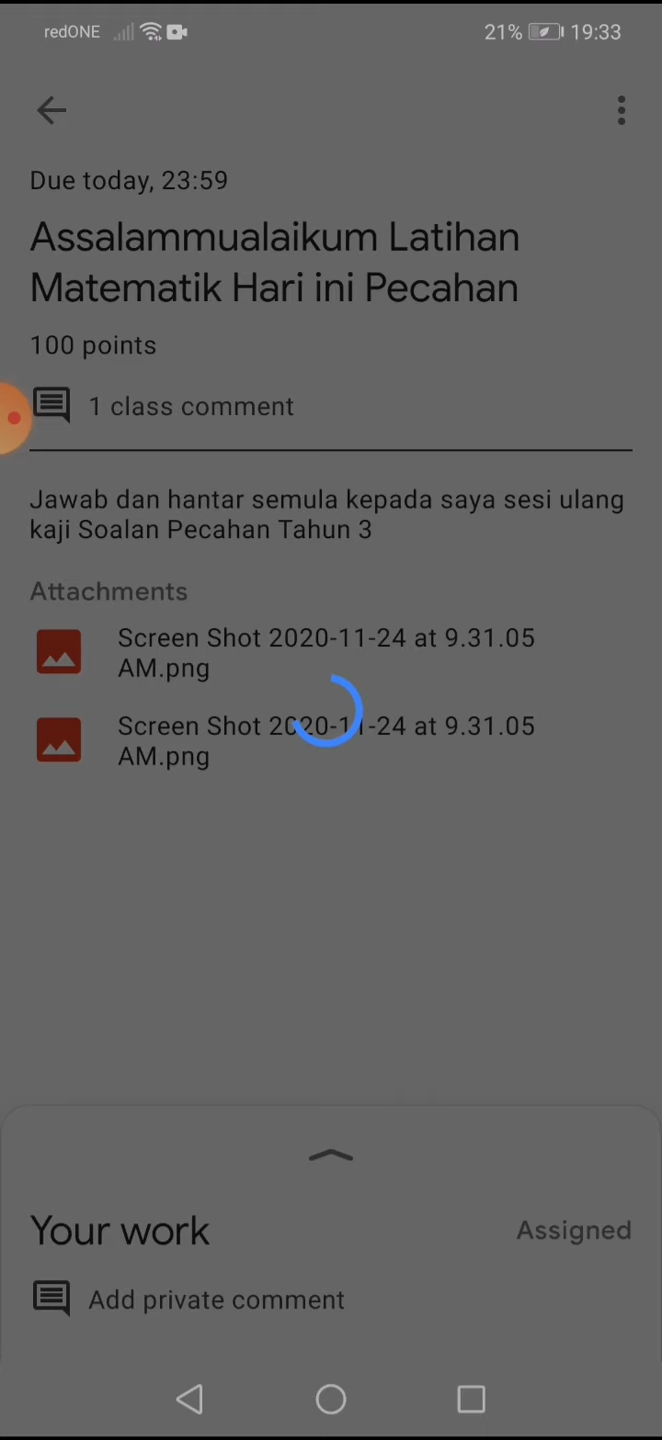 redONE
21% 19:33
Due today, 23:59
Assalammualaikum Latihan
Matematik Hari ini Pecahan
100 points
1 class comment
Jawab dan hantar semula kepada saya sesi ulang
kaji Soalan Pecahan Tahun 3
Attachments
Screen Shot 2020-11-24 at 9.31.05
AM.png
Screen Shot 2020-11-24 at 9.31.05
AM.png
Your work
Assigned
Add private comment